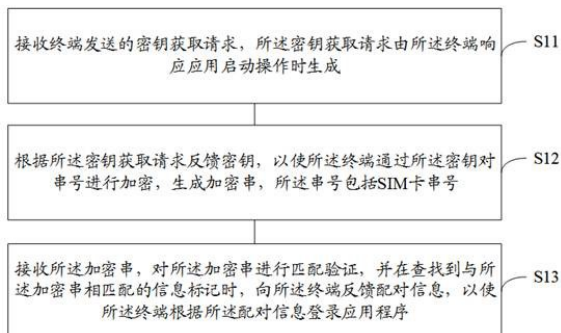 接收终端发送的密钥获取请求，所述密钥获取请求由所述终端响
应应用启动操作时生成
S11
根据所述密钥获取请求反馈密钥，以使所述终端通过所述密钥对
串号进行加密，生成加密串，所述串号包括SIM卡串号
S12
接收所述加密串，对所述加密串进行匹配验证，并在查找到与所
述加密串相匹配的信息标记时，向所述终端反馈配对信息，以使
所述终端根据所述配对信息登录应用程序
S13